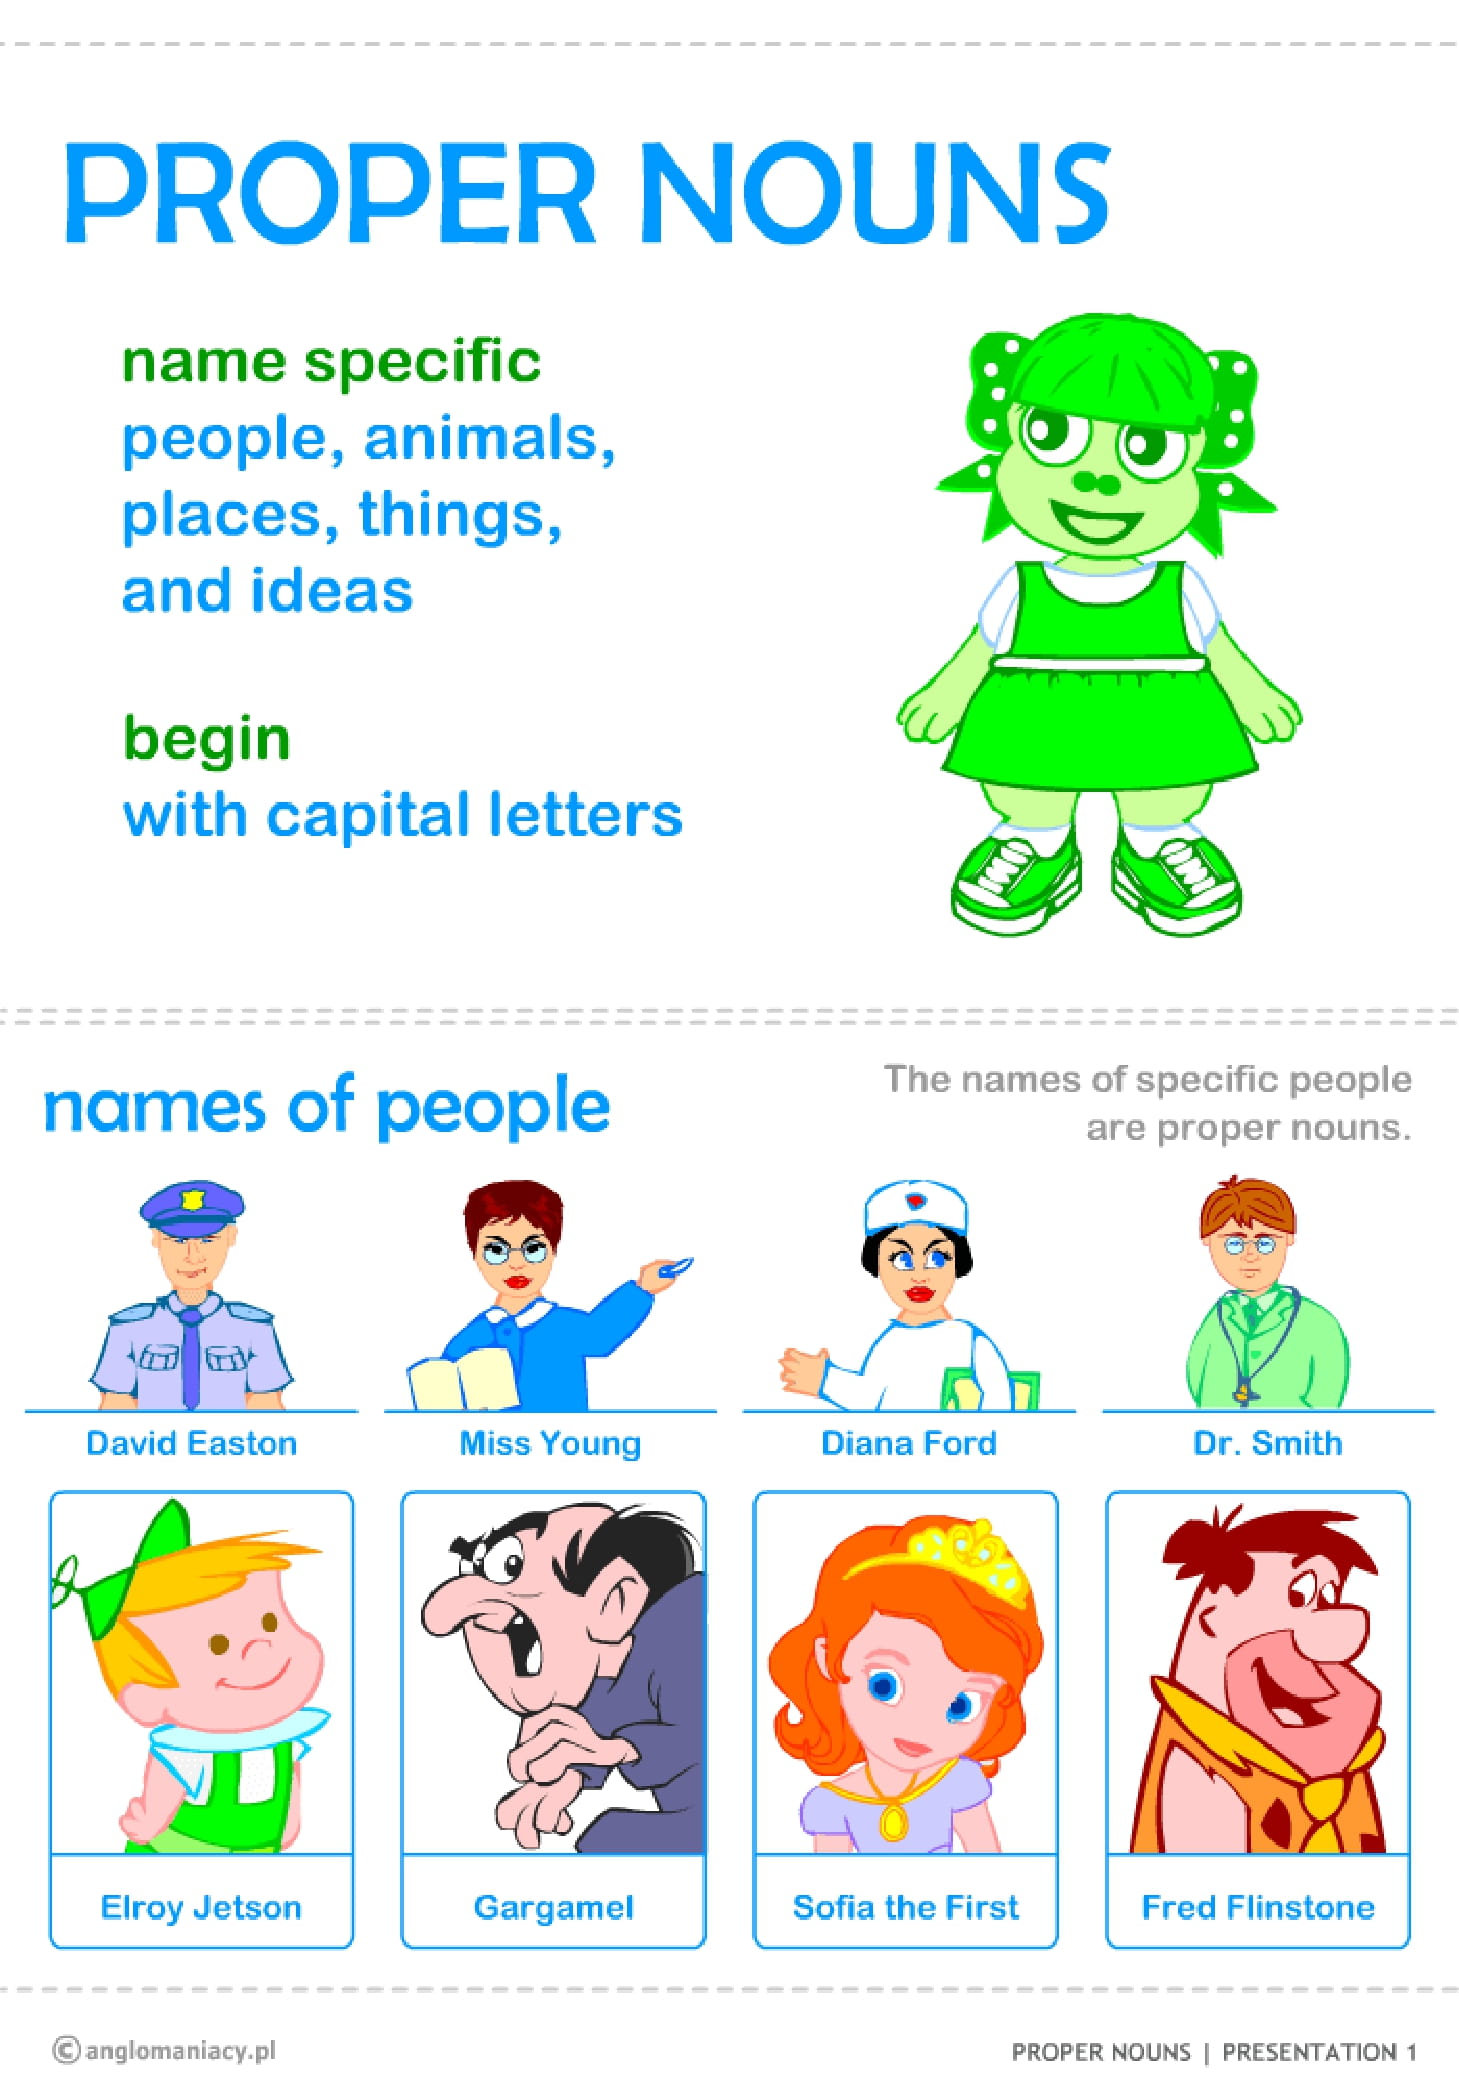 PROPER NOUNS
name specific
people, animals,
places, things,
and ideas
begin
with capital letters
names of people
The names of specific people
are proper nouns.
David Easton
Miss Young
Diana Ford
Dr. Smith
Elroy Jetson
Gargamel
Sofia the First
Fred Flinstone
©anglomaniacy.pl
PROPER NOUNS | PRESENTATION 1